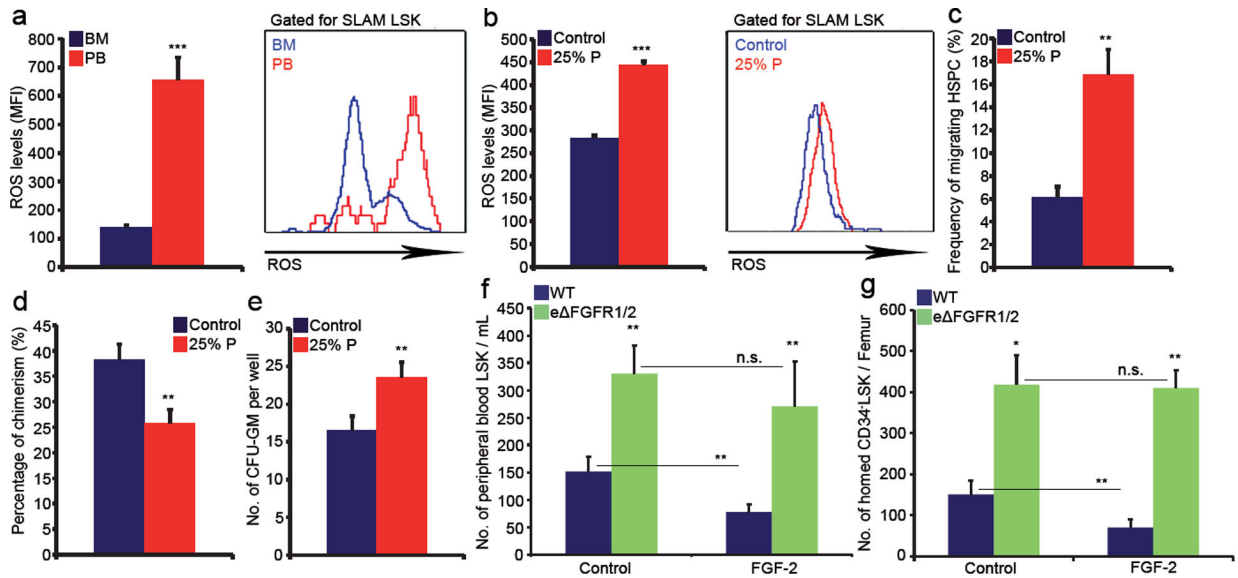 a
BM
PB
***
ROS levels (MFI)
800
700
600
500
400
300
200
100
0
Gated for SLAM LSK
BM
PB
ROS
b
Control
25% P
***
ROS levels (MFI)
500
450
400
350
300
250
200
150
100
50
0
Gated for SLAM LSK
Control
25% P
ROS
c
Control
25% P
**
Frequency of migrating HSPC (%)
20
18
16
14
12
10
8
6
4
2
0
d
Control
25% P
**
Percentage of chimerism (%)
45
40
35
30
25
20
15
10
5
0
e
Control
25% P
**
No. of CFU-GM per well
30
25
20
15
10
5
0
f
WT
eΔFGFR1/2
**
n.s.
**
**
No. of peripheral blood LSK / mL
450
400
350
300
250
200
150
100
50
0
Control
FGF-2
g
WT
eΔFGFR1/2
*
n.s.
**
**
No. of homed CD34-LSK / Femur
600
500
400
300
200
100
0
Control
FGF-2